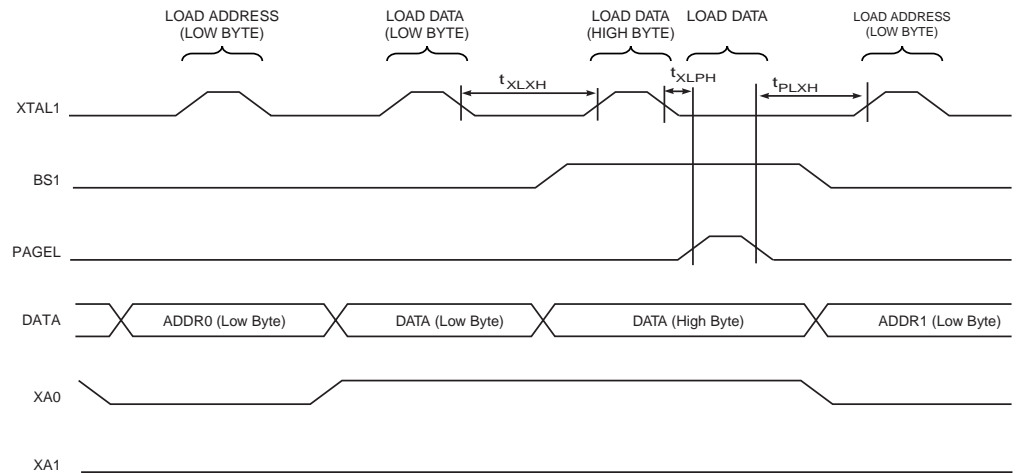 LOAD ADDRESS
(LOW BYTE)
LOAD DATA
(LOW BYTE)
LOAD DATA
(HIGH BYTE)
LOAD DATA
LOAD ADDRESS
(LOW BYTE)
XTAL1
tXLXH
tXLPH
tPLXH
BS1
PAGEL
DATA
ADDR0 (Low Byte)
DATA (Low Byte)
DATA (High Byte)
ADDR1 (Low Byte)
XA0
XA1